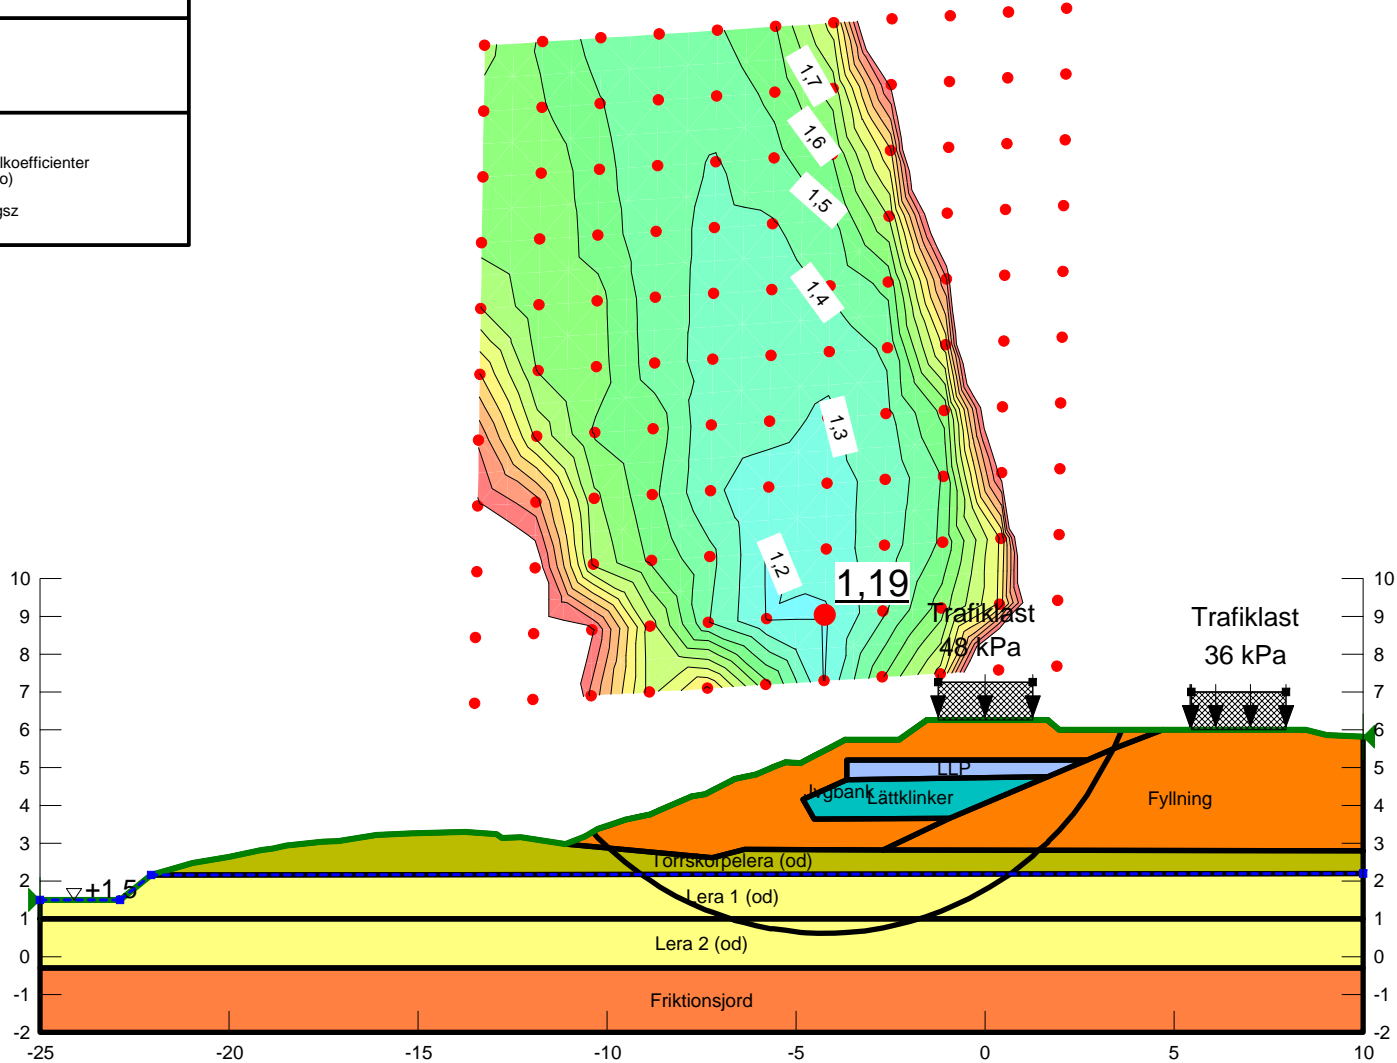 lkoefficienter
o)
gsz
1,7
1,6
1,5
1,4
1,3
1,2
1,19
Trafiklast
48 kPa
Trafiklast
36 kPa
10
9
8
7
6
5
4
3
2
1
0
-1
-2
10
9
8
7
6
5
4
3
2
1
0
-1
-2
LLP
Jvgbank
Lättklinker
Fyllning
Torrskorpelera (od)
+1,5
Lera 1 (od)
Lera 2 (od)
Friktionsjord
-25
-20
-15
-10
-5
0
5
10